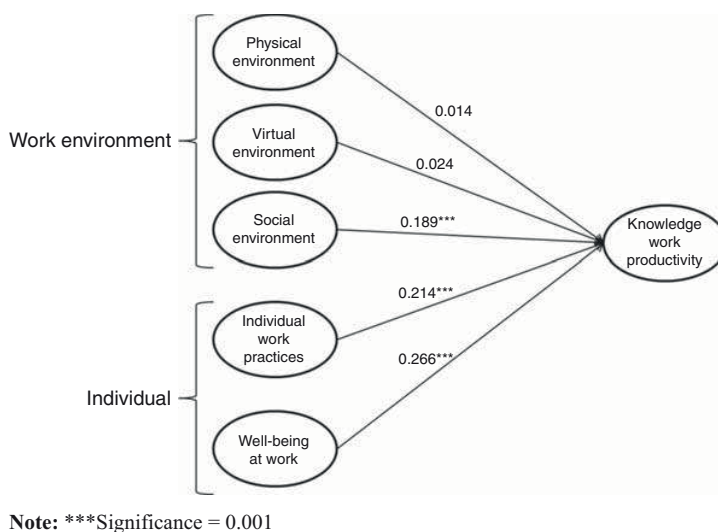 Physical
environment
0.014
Work environment
Virtual
environment
0.024
Social
environment
0.189***
Knowledge
work
productivity
0.214***
Individual
work
practices
0.266***
Individual
Well-being
at work
Note: ***Significance = 0.001